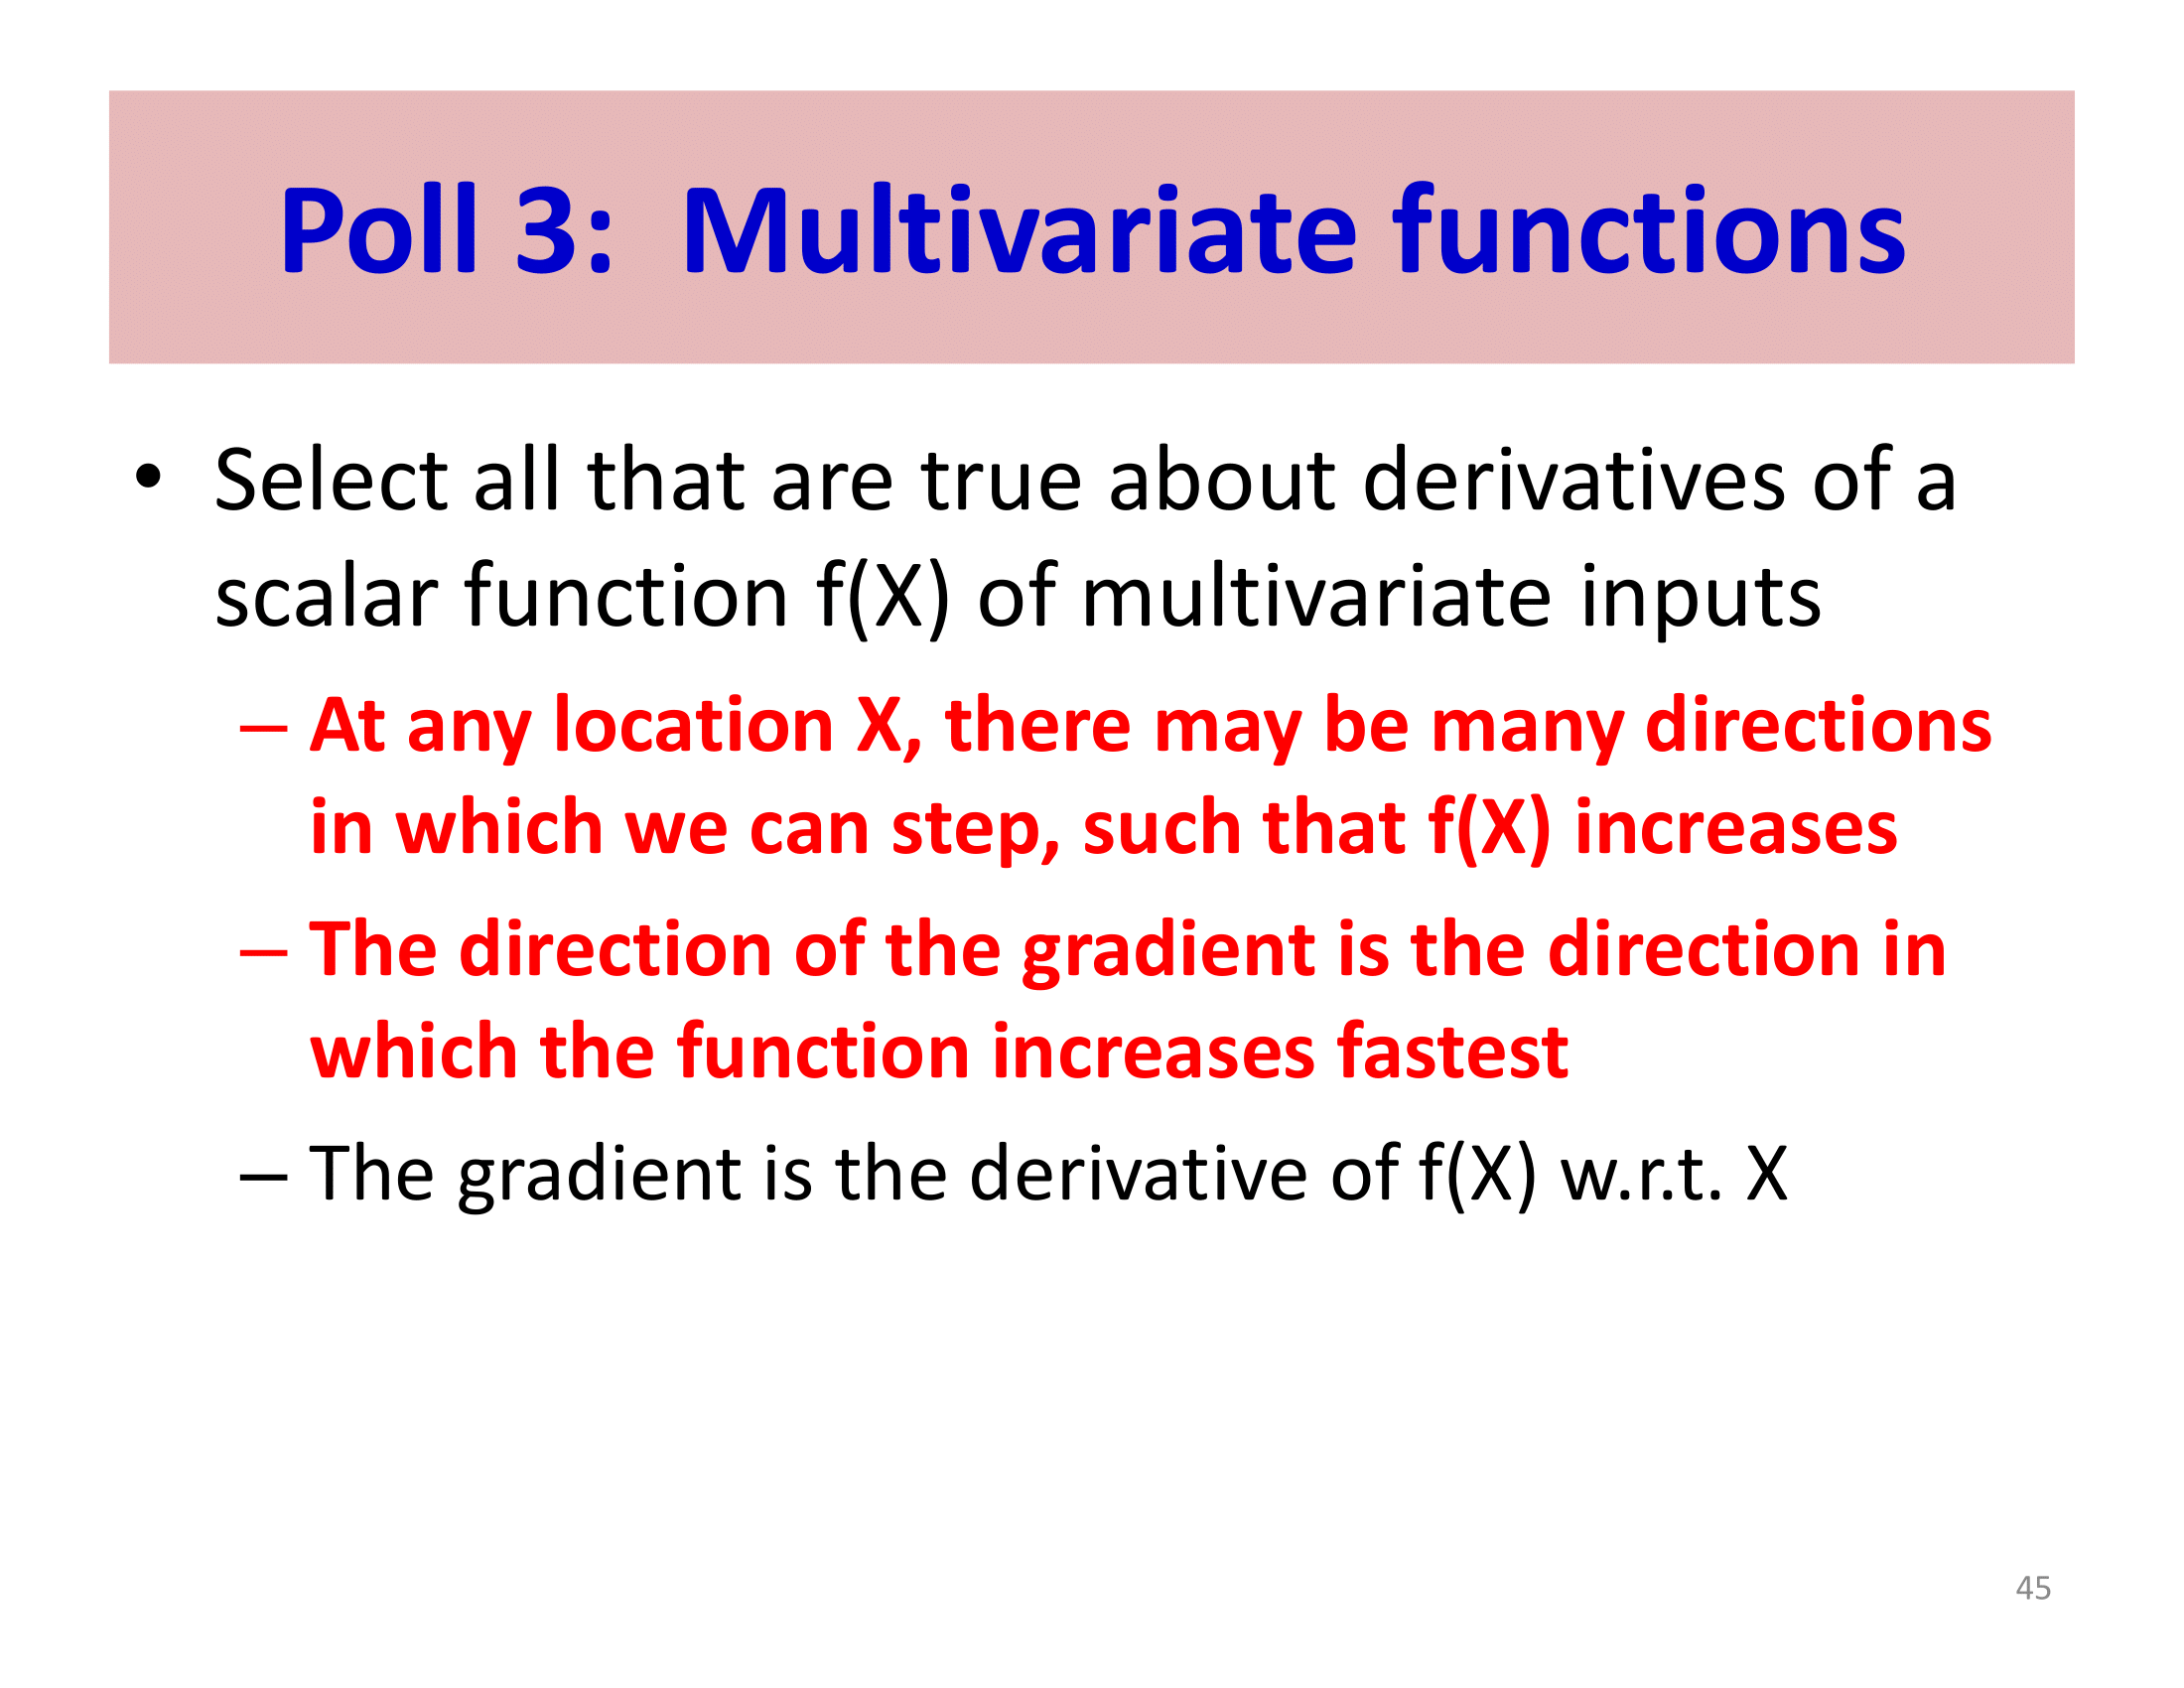 Poll 3: Multivariate functions
• Select all that are true about derivatives of a
scalar function f(X) of multivariate inputs
– At any location X, there may be many directions
in which we can step, such that f(X) increases
– The direction of the gradient is the direction in
which the function increases fastest
– The gradient is the derivative of f(X) w.r.t. X
45